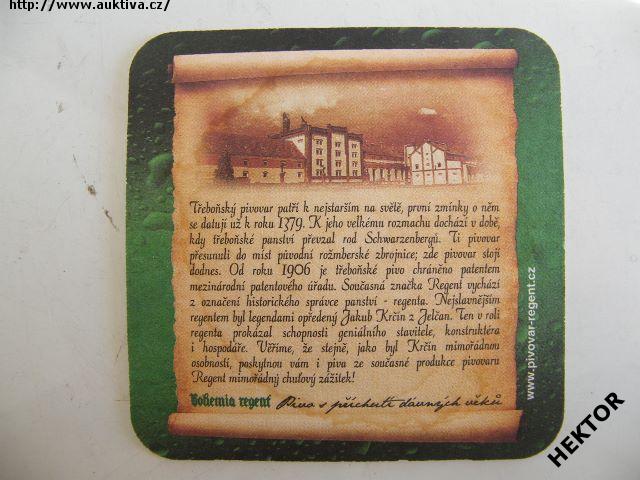 http://www.auktiva.cz/
Třeboňský pivovar patří k nejstarším na světě, první zmínky o něm
se datují už k roku 1379. K jeho velkému rozmachu dochází v době,
kdy třeboňské panství převzal rod Schwarzenbergů. Ti pivovar
přesunuli do míst původní rožmberské zbrojnice; zde pivovar stojí
dodnes. Od roku 1906 je třeboňské pivo chráněno patentem
mezinárodní patentového úřadu. Současná značka Regent vychází
z označení historického správce panství - regenta. Nejslavnějším
regentem byl legendami opředený Jakub Krčín z Jelčan. Ten v roli
regenta prokázal schopnosti geniálního stavitele, konstruktéra
i hospodáře. Věříme, že stejně, jako byl Krčín mimořádnou
osobností, poskytnou vám i piva ze současné produkce pivovaru
Regent mimořádný chuťový zážitek!
Bohemia regent Piva s příchutí dávných věků
www.pivovar-regent.cz
HEKTOR